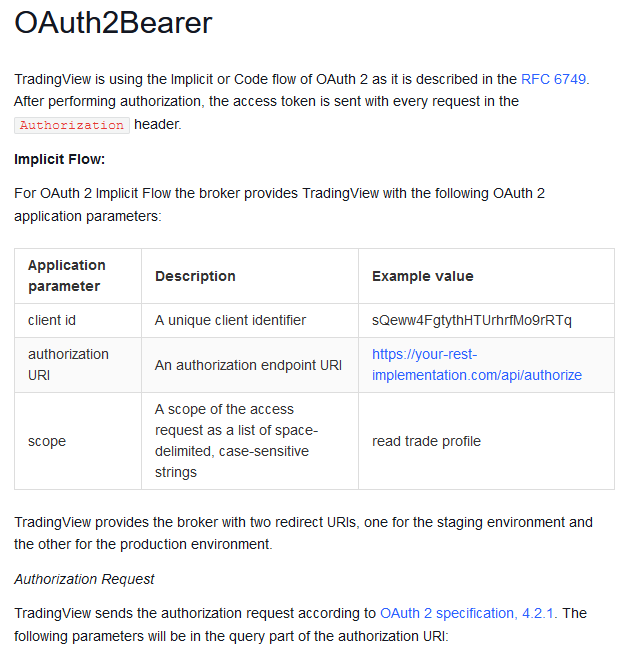 OAuth2Bearer
TradingView is using the Implicit or Code flow of OAuth 2 as it is described in the RFC 6749.
After performing authorization, the access token is sent with every request in the
Authorization header.
Implicit Flow:
For OAuth 2 Implicit Flow the broker provides TradingView with the following OAuth 2
application parameters:
Application
parameter
Description
Example value
client id
A unique client identifier
sQeww4FgtythHTUrhrfMo9rRTq
authorization
URI
An authorization endpoint URI
https://your-rest-
implementation.com/api/authorize
scope
A scope of the access
request as a list of space-
delimited, case-sensitive
strings
read trade profile
TradingView provides the broker with two redirect URIs, one for the staging environment and
the other for the production environment.
Authorization Request
TradingView sends the authorization request according to OAuth 2 specification, 4.2.1. The
following parameters will be in the query part of the authorization URI: